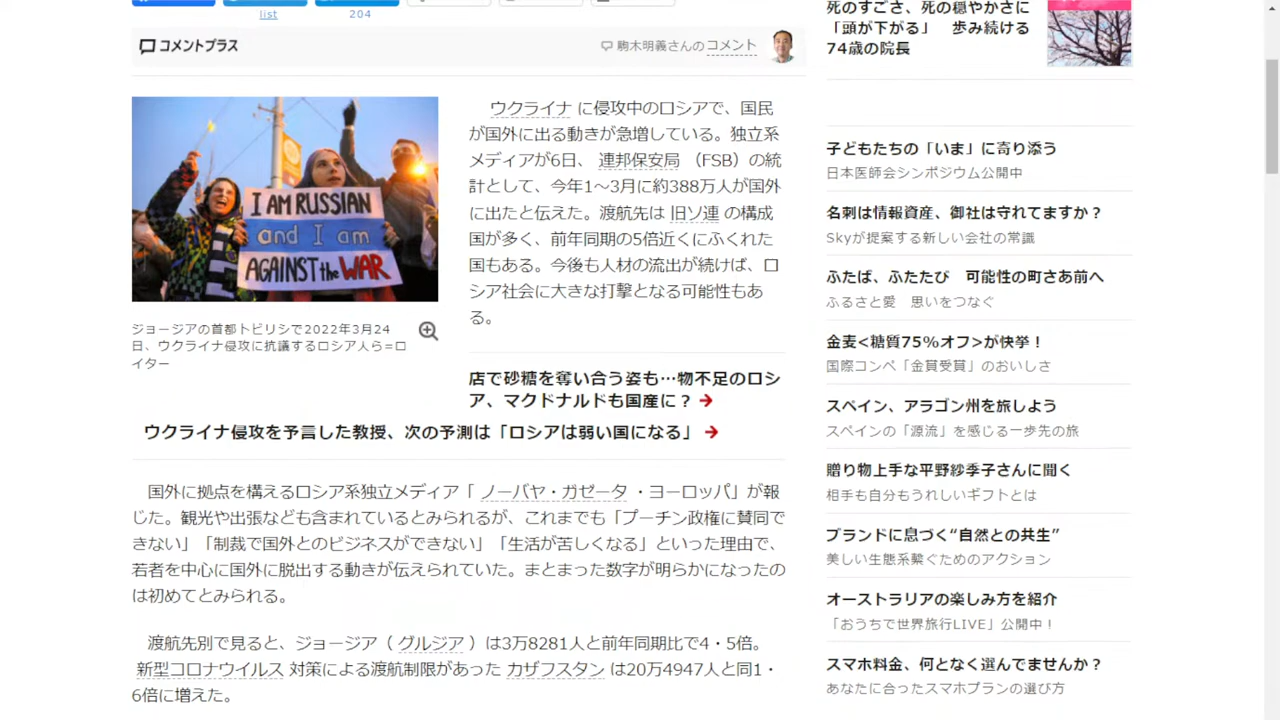 list
204
コメントプラス
駒木明義さんのコメント
I AM RUSSIAN
and I am
AGAINST the WAR
ジョージアの首都トビリシで2022年3月24
日、ウクライナ侵攻に抗議するロシア人ら=ロ
イター
ウクライナ に侵攻中のロシアで、国民
が国外に出る動きが急増している。独立系
メディアが6日、 連邦保安局 （FSB）の統
計として、今年1～3月に約388万人が国外
に出たと伝えた。渡航先は 旧ソ連 の構成
国が多く、前年同期の5倍近くにふくれた
国もある。今後も人材の流出が続けば、ロ
シア社会に大きな打撃となる可能性もあ
る。
店で砂糖を奪い合う姿も…物不足のロシ
ア、マクドナルドも国産に？
ウクライナ侵攻を予言した教授、次の予測は「ロシアは弱い国になる」
国外に拠点を構えるロシア系独立メディア「 ノーバヤ・ガゼータ ・ヨーロッパ」が報
じた。観光や出張なども含まれているとみられるが、これまでも「プーチン政権に賛同で
きない」「制裁で国外とのビジネスができない」「生活が苦しくなる」といった理由で、
若者を中心に国外に脱出する動きが伝えられていた。まとまった数字が明らかになったの
は初めてとみられる。
渡航先別で見ると、ジョージア（ グルジア ）は3万8281人と前年同期比で4・5倍。
新型コロナウイルス 対策による渡航制限があった カザフスタン は20万4947人と同1・
6倍に増えた。
死のすごさ、死の穏やかさに
「頭が下がる」　歩み続ける
74歳の院長
子どもたちの「いま」に寄り添う
日本医師会シンポジウム公開中
名刺は情報資産、御社は守れてますか？
Skyが提案する新しい会社の常識
ふたば、ふたたび　可能性の町さあ前へ
ふるさと愛　思いをつなぐ
金麦<糖質75%オフ>が快挙！
国際コンペ「金賞受賞」のおいしさ
スペイン、アラゴン州を旅しよう
スペインの「源流」を感じる一歩先の旅
贈り物上手な平野紗季子さんに聞く
相手も自分もうれしいギフトとは
ブランドに息づく“自然との共生”
美しい生態系繋ぐためのアクション
オーストラリアの楽しみ方を紹介
「おうちで世界旅行LIVE」公開中！
スマホ料金、何となく選んでませんか？
あなたに合ったスマホプランの選び方